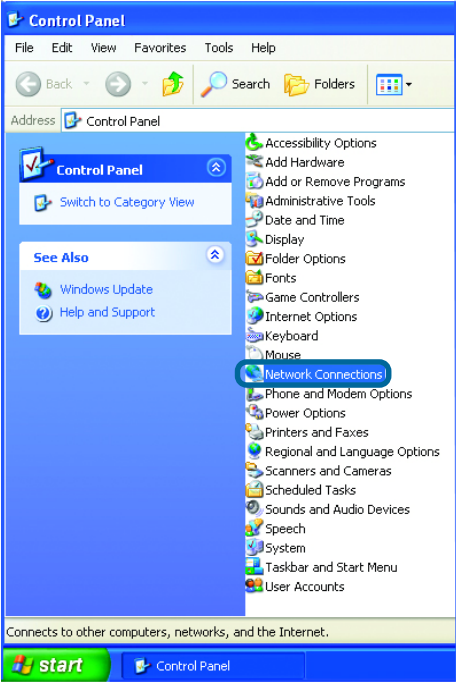 Control Panel
File Edit View Favorites Tools Help
Back Search Folders
Address Control Panel
Control Panel
Switch to Category View
See Also
Windows Update
Help and Support
Accessibility Options
Add Hardware
Add or Remove Programs
Administrative Tools
Date and Time
Display
Folder Options
Fonts
Game Controllers
Internet Options
Keyboard
Mouse
Network Connections
Phone and Modem Options
Power Options
Printers and Faxes
Regional and Language Options
Scanners and Cameras
Scheduled Tasks
Sounds and Audio Devices
Speech
System
Taskbar and Start Menu
User Accounts
Connects to other computers, networks, and the Internet.
start Control Panel